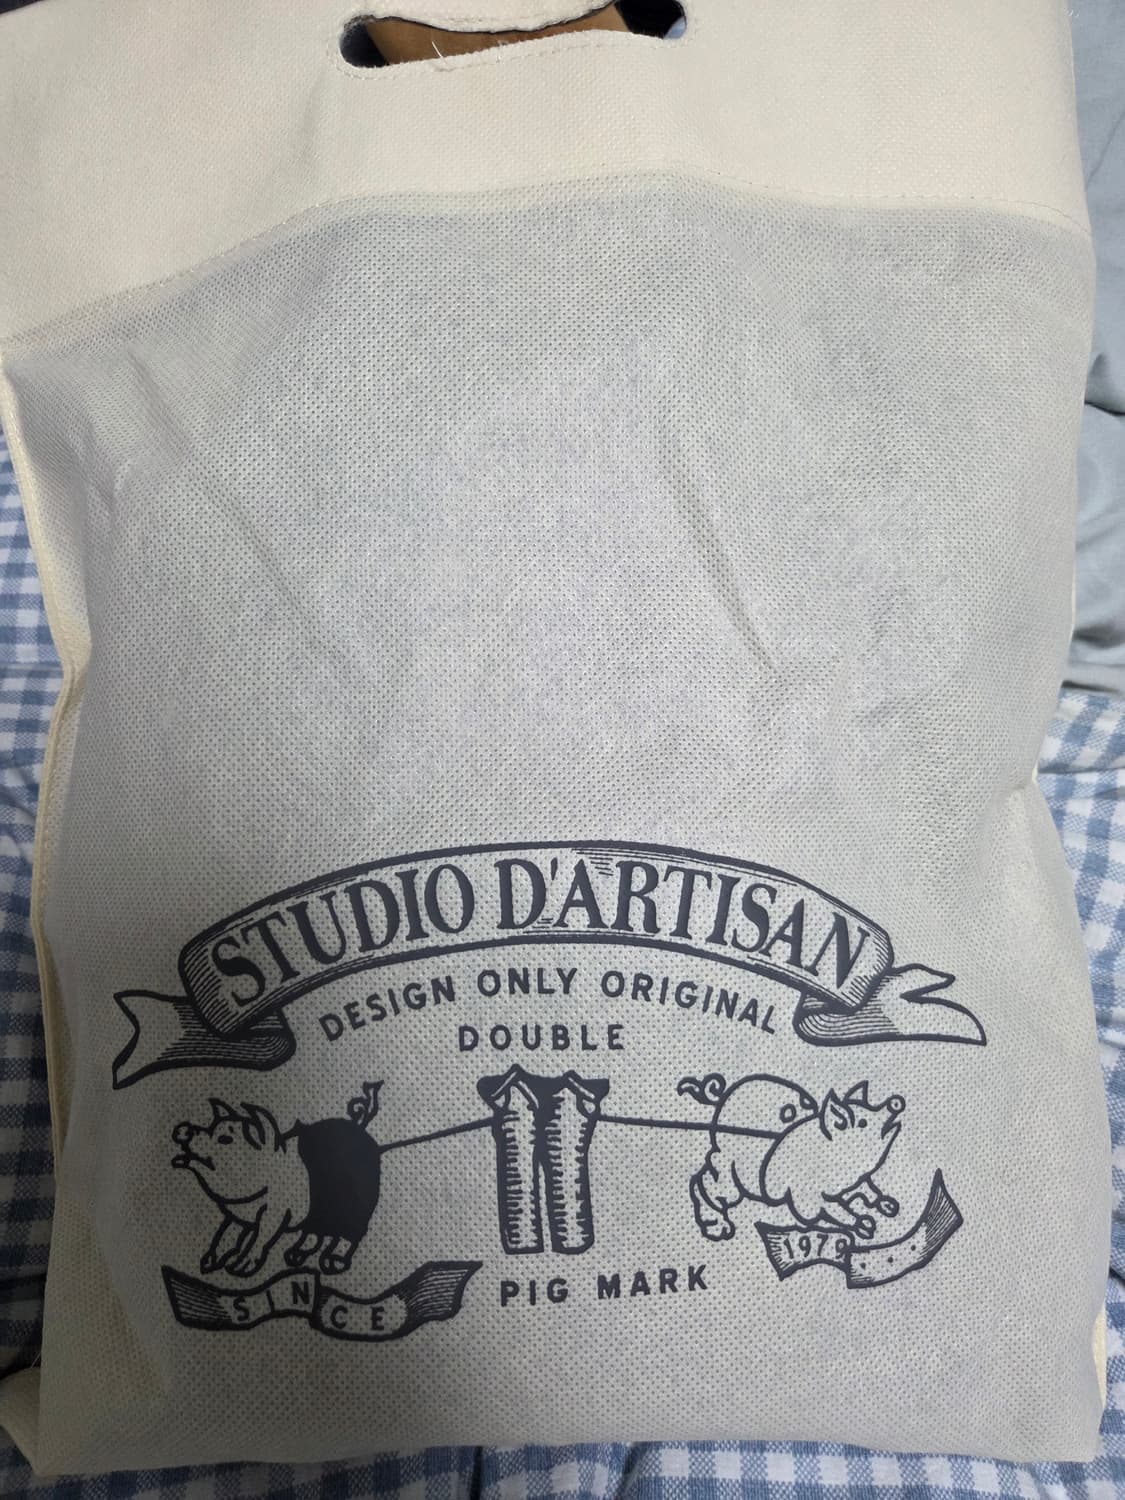 STUDIO D'ARTISAN
DESIGN ONLY ORIGINAL
DOUBLE
SINCE
PIG MARK
1979